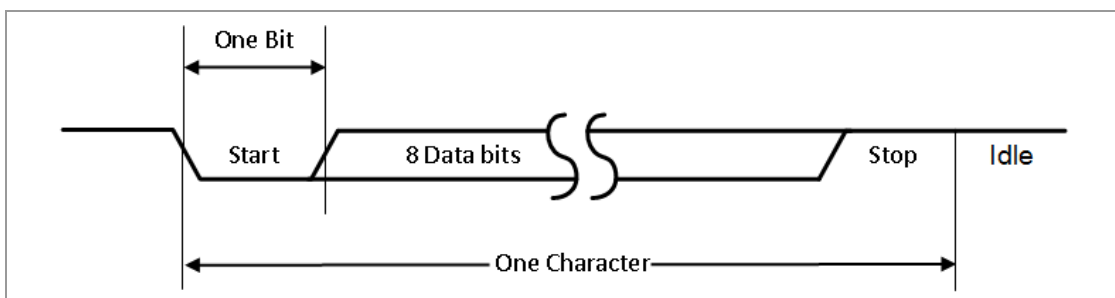 One Bit
Start
8 Data bits
Stop
Idle
One Character